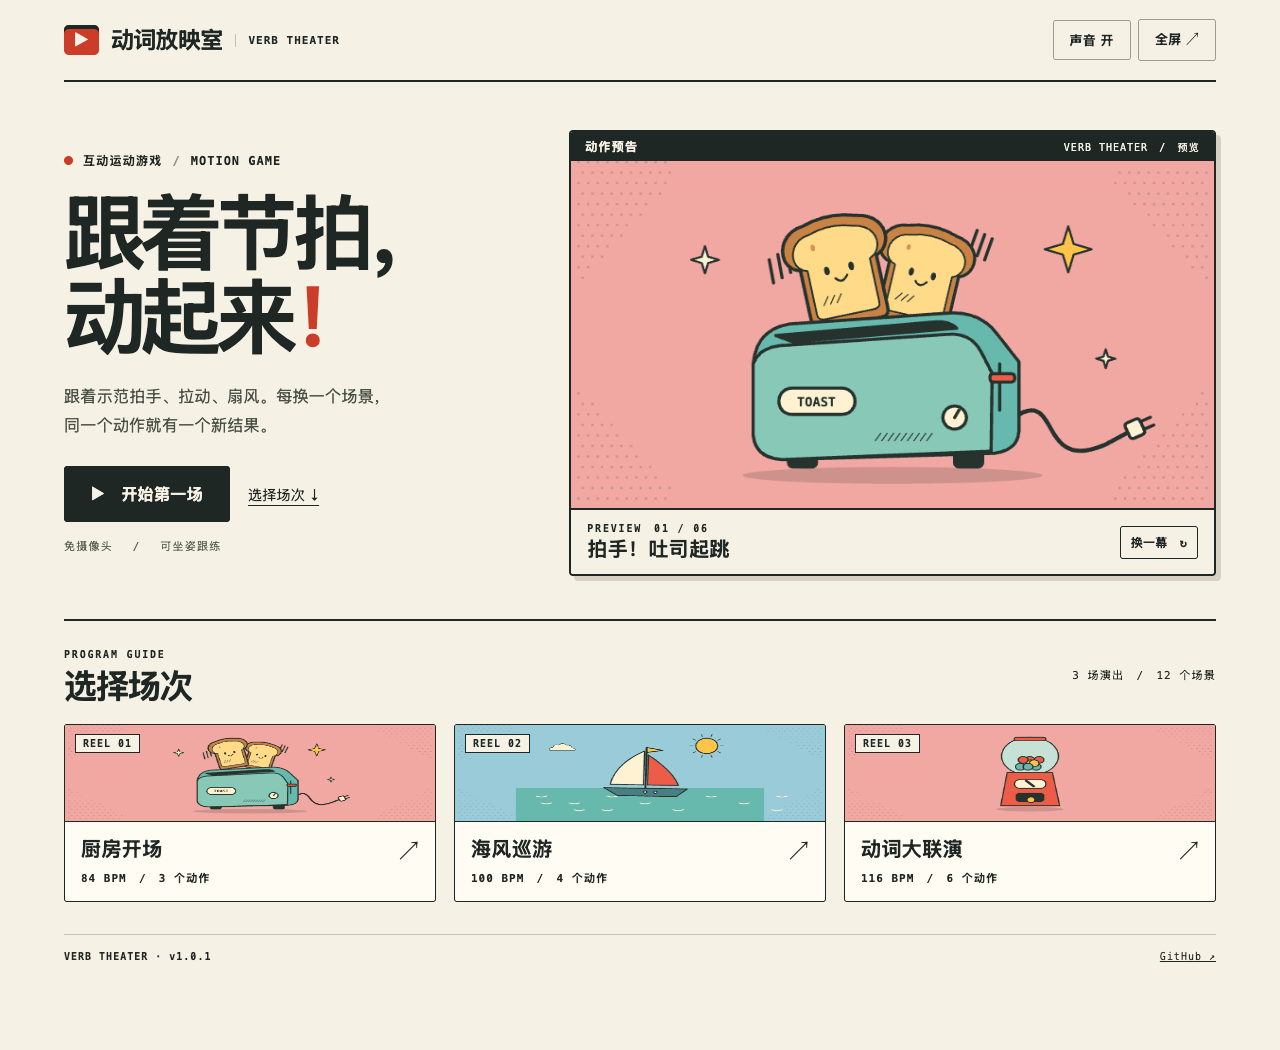 动词放映室 VERB THEATER
声音 开
全屏 ↗
互动运动游戏 / MOTION GAME
跟着节拍,
动起来!
跟着示范拍手、拉动、扇风。每换一个场景,
同一个动作就有一个新结果。
▶ 开始第一场
选择场次 ↓
免摄像头 / 可坐姿跟练
动作预告
VERB THEATER / 预览
TOAST
PREVIEW 01 / 06
拍手! 吐司起跳
换一幕 ↻
PROGRAM GUIDE
选择场次
3 场演出 / 12 个场景
REEL 01
厨房开场 ↗
84 BPM / 3 个动作
REEL 02
海风巡游 ↗
100 BPM / 4 个动作
REEL 03
动词大联演 ↗
116 BPM / 6 个动作
VERB THEATER · v1.0.1
GitHub ↗